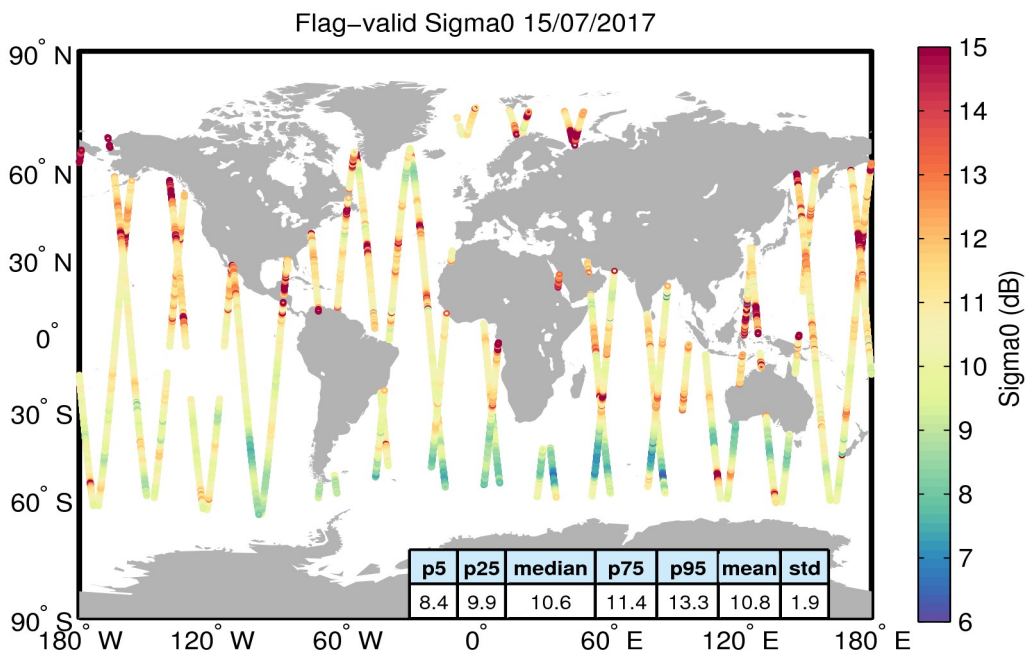 Flag-valid Sigma0 15/07/2017
90° N
60° N
30° N
0°
30° S
60° S
90° S
180° W
120° W
60° W
0°
60° E
120° E
180° E
p5 p25 median p75 p95 mean std
8.4 9.9 10.6 11.4 13.3 10.8 1.9
15
14
13
12
11
10
9
8
7
6
Sigma0 (dB)